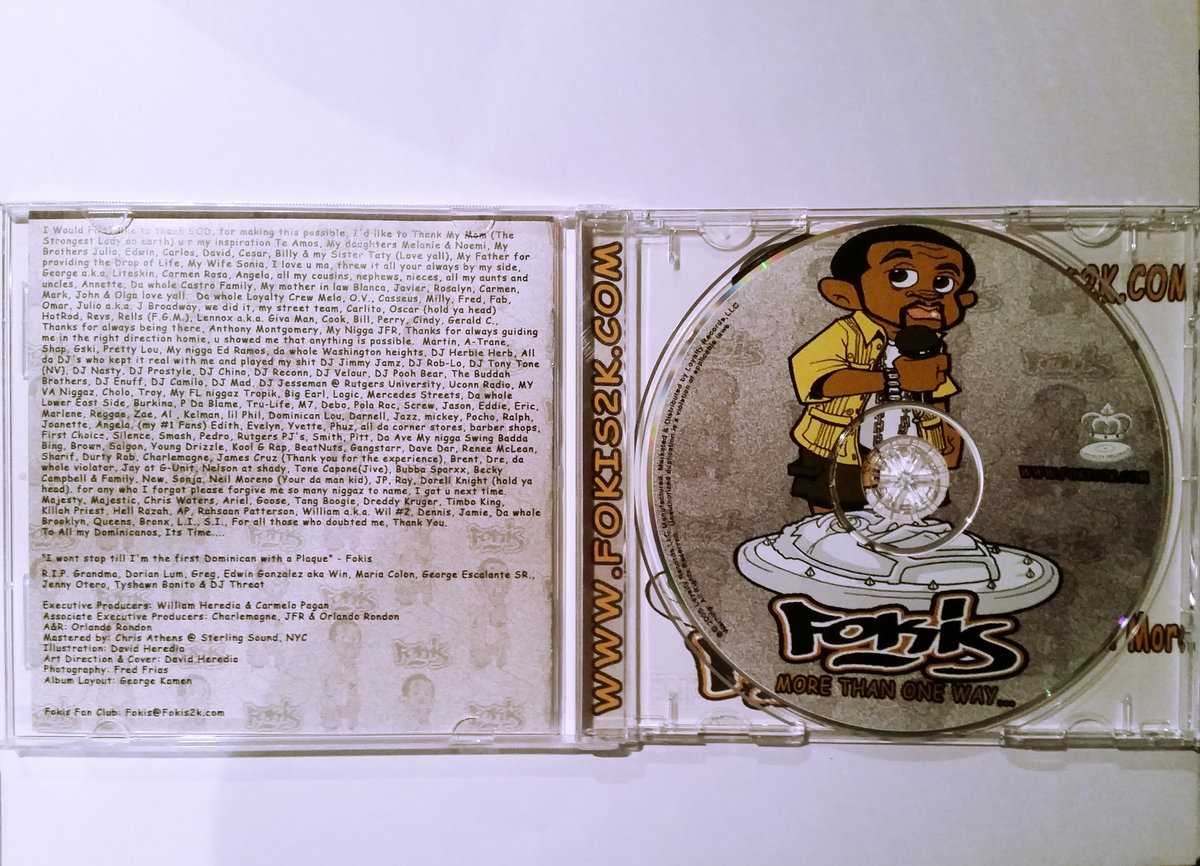 I Would First like to thank GOD, for making this possible, I'd like to Thank My Mom (The
Strongest Lady on earth) u r my inspiration Te Amos, My daughters Melanie & Noemi, My
Brothers Julio, Edwin, Carlos, David, Cesar, Billy & my Sister Taty (Love yall), My Father for
providing the Drop of Life, My Wife Sonia, I love u ma, threw it all your always by my side,
George a.k.a. Liteskin, Carmen Rosa, Angela, all my cousins, nephews, nieces, all my aunts and
uncles, Annette, Da whole Castro Family, My mother in law Blanca, Javier, Rosalyn, Carmen,
Mark, John & Olga love yall. Da whole Loyalty Crew Melo, O.V., Casseus, Milly, Fred, Fab,
Omar, Julio a.k.a. J Broadway, we did it, my street team, Carlito, Oscar (hold ya head)
HotRod, Revs, Rells (F.G.M.), Lennox a.k.a. Giva Man, Cook, Bill, Perry, Cindy, Gerald C.,
Thanks for always being there, Anthony Montgomery, My Nigga JFR, Thanks for always guiding
me in the right direction homie, u showed me that anything is possible. Martin, A-Trane,
Shap, Gski, Pretty Lou, My nigga Ed Ramos, da whole Washington heights, DJ Herbie Herb, All
da DJ's who kept it real with me and played my shit DJ Jimmy Jamz, DJ Rob-Lo, DJ Tony Tone
(NV), DJ Nasty, DJ Prostyle, DJ Chino, DJ Reconn, DJ Velour, DJ Pooh Bear, The Buddah
Brothers, DJ Enuff, DJ Camilo, DJ Mad, DJ Jesseman @ Rutgers University, Uconn Radio, MY
VA Niggaz, Cholo, Troy, My FL niggaz Tropik, Big Earl, Logic, Mercedes Streets, Da whole
Lower East Side, Burkina, P Da Blame, Tru-Life, M7, Debo, Pola Roc, Screw, Jason, Eddie, Eric,
Marlene, Reggae, Zae, Al , Kelman, lil Phil, Dominican Lou, Darnell, Jazz, mickey, Pocho, Ralph,
Joanette, Angela, (my #1 Fans) Edith, Evelyn, Yvette, Phuz, all da corner stores, barber shops,
First Choice, Silence, Smash, Pedro, Rutgers PJ's, Smith, Pitt, Da Ave My nigga Swing Badda
Bing, Brown, Saigon, Young Drizzle, Kool G Rap, BeatNuts, Gangstarr, Dave Dar, Renee McLean,
Sharif, Durty Rob, Charlemagne, James Cruz (Thank you for the experience), Brent, Dre, da
whole violator, Jay at G-Unit, Nelson at shady, Tone Capone(Jive), Bubba Sparxx, Becky
Campbell & Family, New, Sonja, Neil Moreno (Your da man kid), JP, Ray, Dorell Knight (hold ya
head). for any who I forgot please forgive me so many niggaz to name, I got u next time.
Majesty, Majestic, Chris Waters, Ariel, Goose, Tang Boogie, Dreddy Kruger, Timbo King,
Killah Priest, Hell Razah, AP, Rahsaan Patterson, William a.k.a. Wil #2, Dennis, Jamie, Da whole
Brooklyn, Queens, Bronx, L.I., S.I., For all those who doubted me, Thank You.
To All my Dominicanos, Its Time....
"I wont stop till I'm the first Dominican with a Plaque" - Fokis
R.I.P. Grandma, Dorian Lum, Greg, Edwin Gonzalez aka Win, Maria Colon, George Escalante SR.,
Jenny Otero, Tyshawn Bonito & DJ Threat
Executive Producers: William Heredia & Carmelo Pagan
Associate Executive Producers: Charlemagne, JFR & Orlando Rondon
A&R: Orlando Rondon
Mastered by: Chris Athens @ Sterling Sound, NYC
Illustration: David Heredia
Art Direction & Cover: David Heredia
Photography: Fred Frias
Album Layout: George Kamen
Fokis Fan Club: Fokis@Fokis2k.com
WWW.FOKIS2K.COM
Fokis
MORE THAN ONE WAY...
2K.COM
More